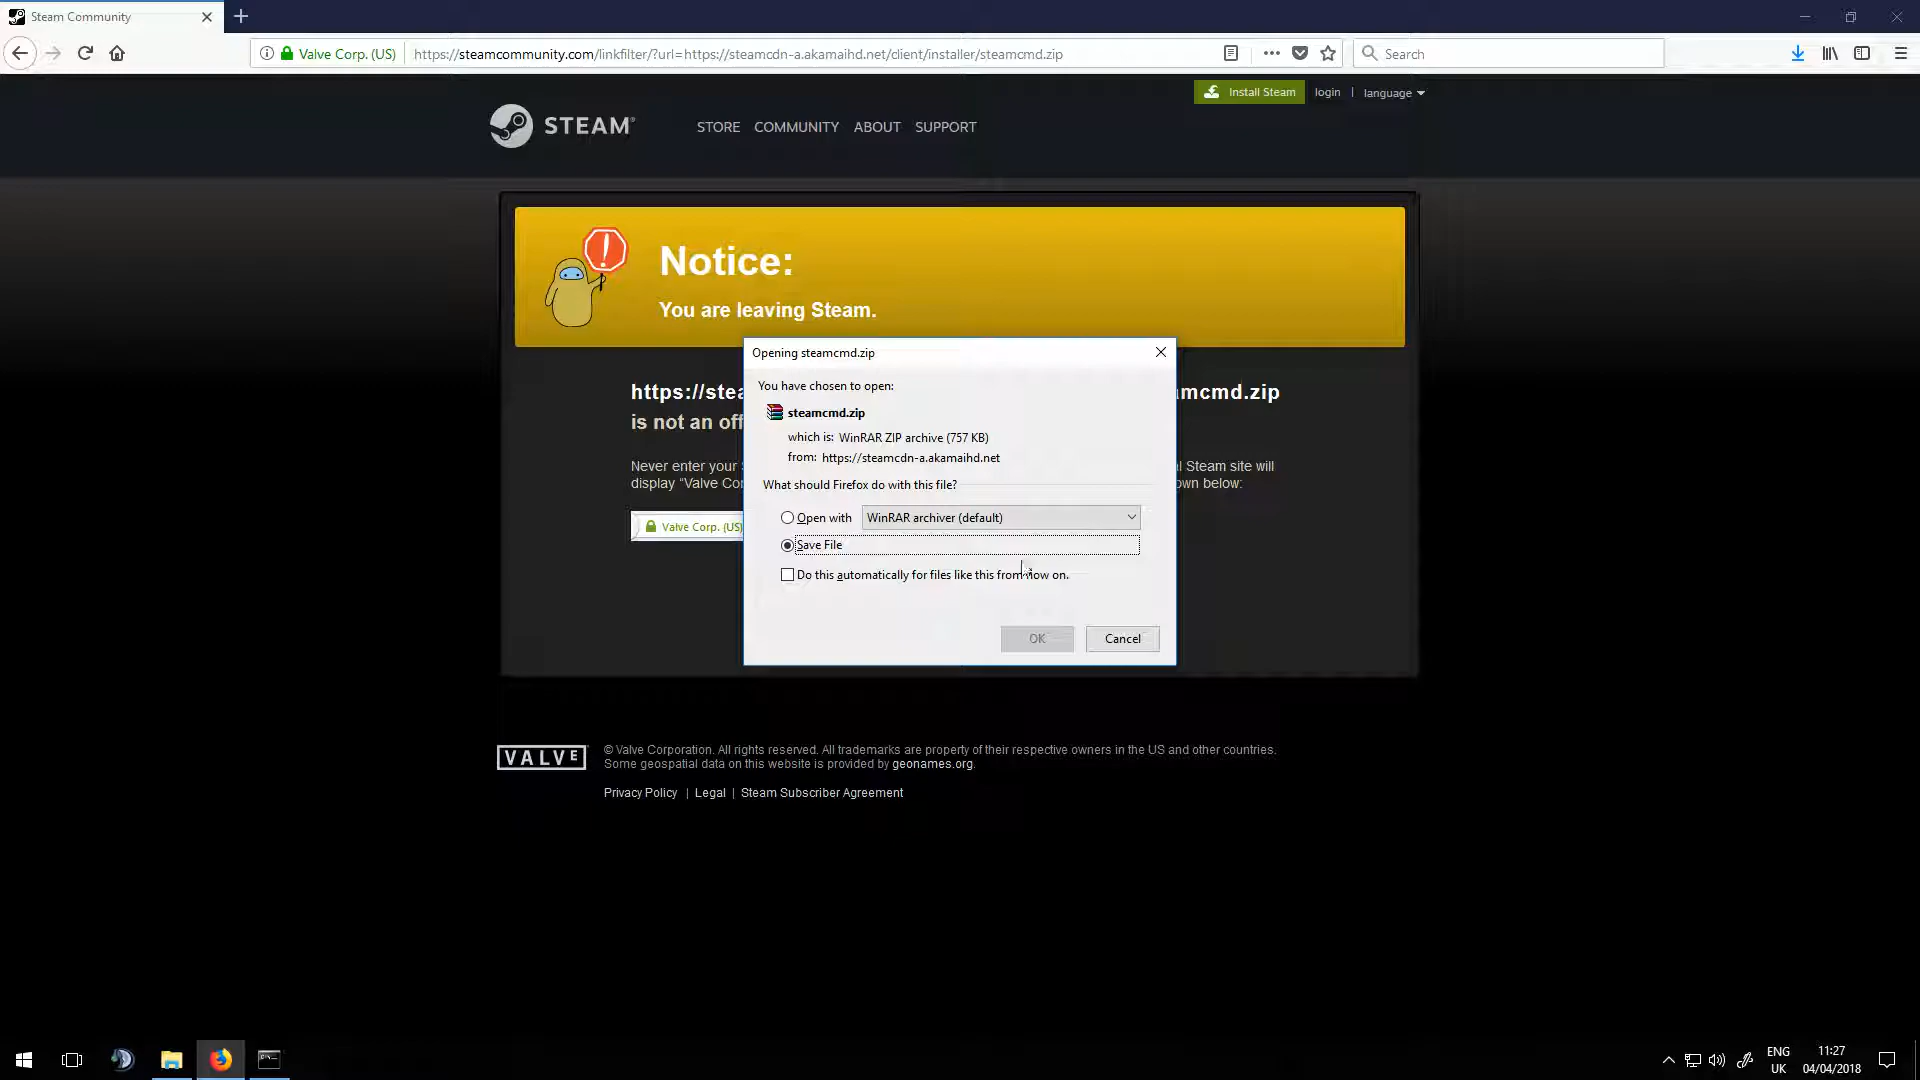 Steam Community
Valve Corp. (US)
https://steamcommunity.com/linkfilter/?url=https://steamcdn-a.akamaihd.net/client/installer/steamcmd.zip
Search
Install Steam
login
|
language
STEAM
STORE
COMMUNITY
ABOUT
SUPPORT
Notice:
You are leaving Steam.
https://stea
mcmd.zip
is not an off
Never enter your
l Steam site will
display “Valve Cor
own below:
Valve Corp. (US)
Opening steamcmd.zip
You have chosen to open:
steamcmd.zip
which is: WinRAR ZIP archive (757 KB)
from: https://steamcdn-a.akamaihd.net
What should Firefox do with this file?
Open with
WinRAR archiver (default)
Save File
Do this automatically for files like this from now on.
OK
Cancel
VALVE
© Valve Corporation. All rights reserved. All trademarks are property of their respective owners in the US and other countries.
Some geospatial data on this website is provided by geonames.org.
Privacy Policy | Legal | Steam Subscriber Agreement
ENG
UK
11:27
04/04/2018